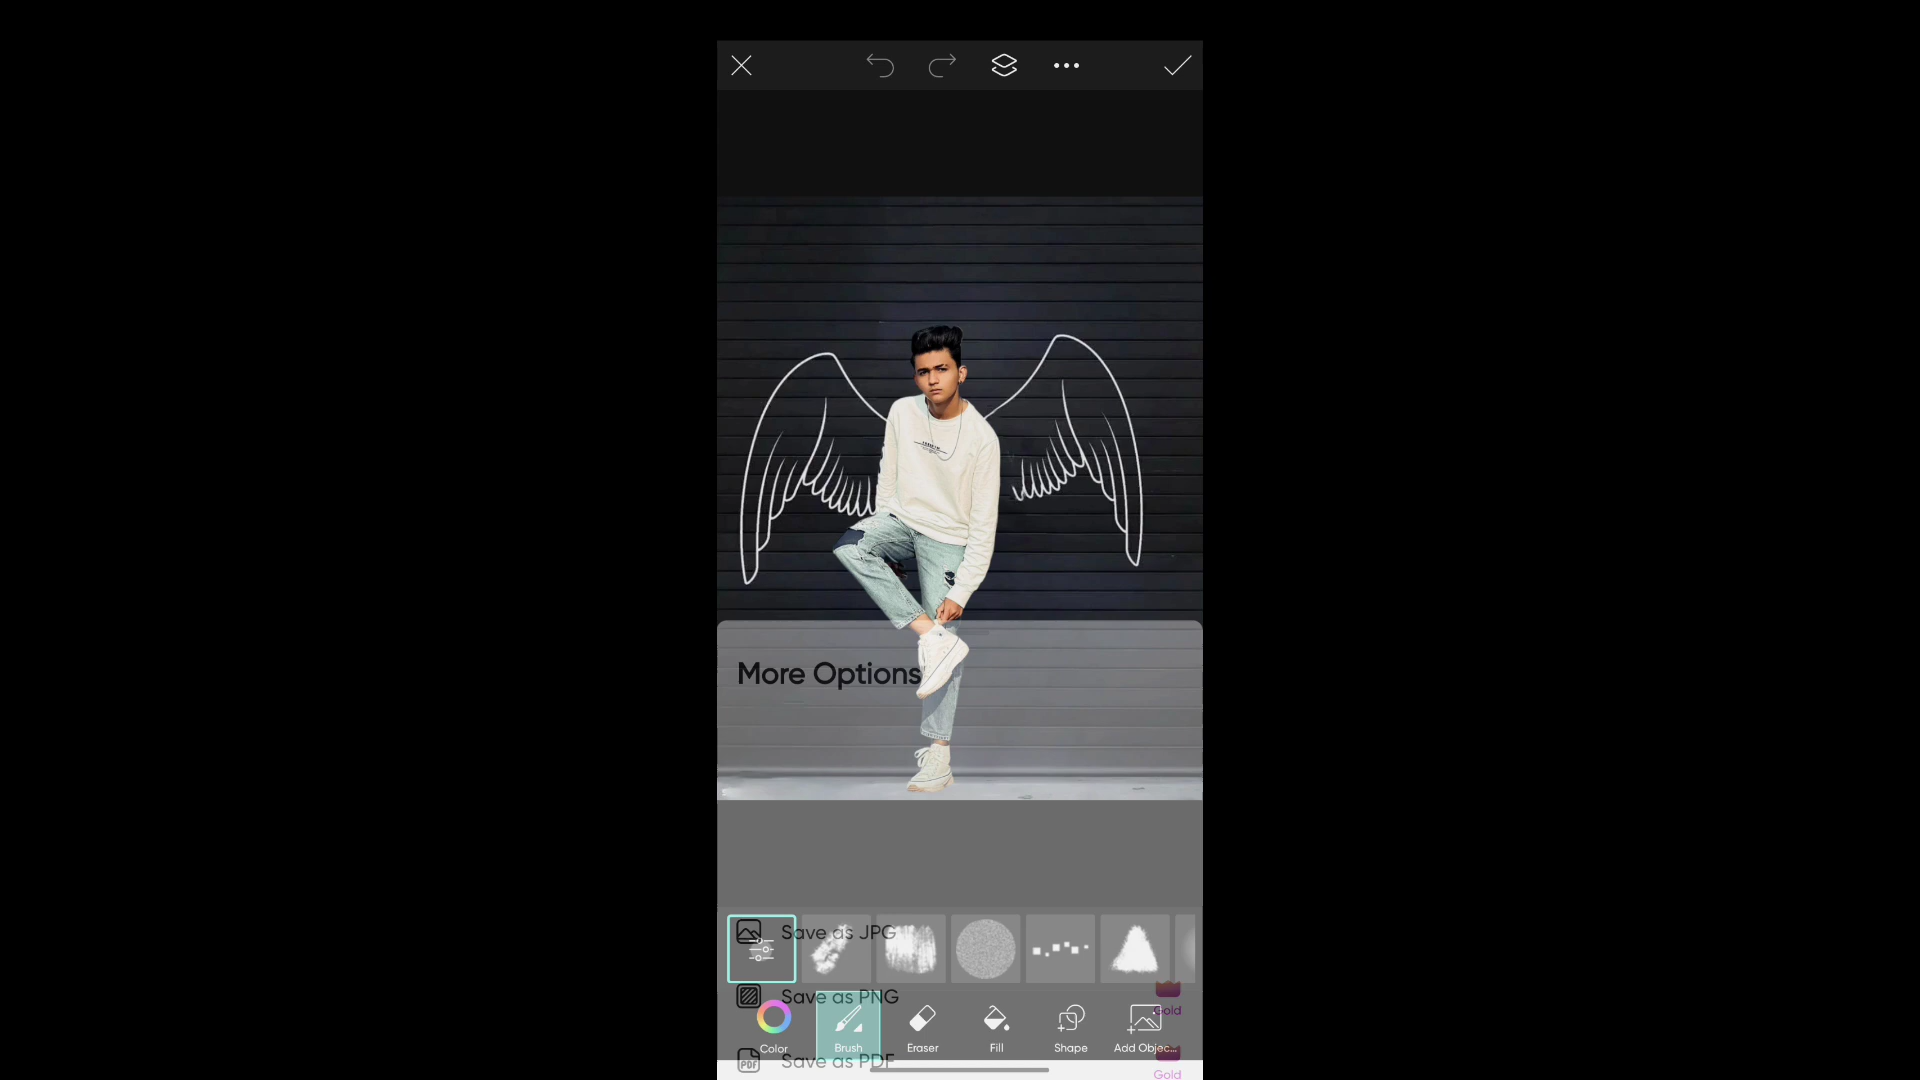 More Options
Save as JPG
Save as PNG
Gold
Color
Brush
Eraser
Fill
Shape
Add Objec...
PDF
Save as PDF
Gold